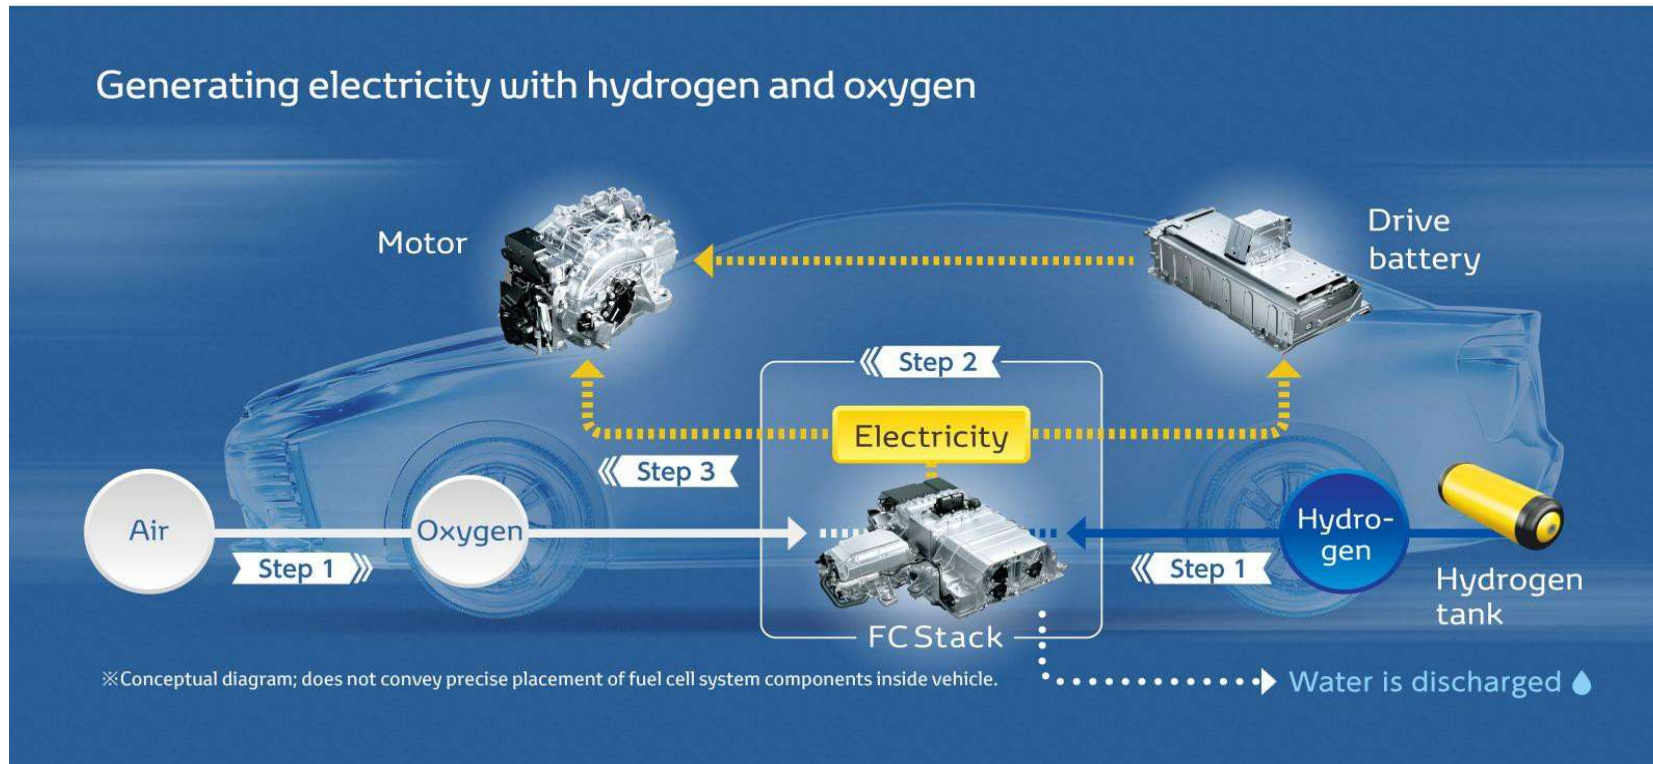 Generating electricity with hydrogen and oxygen
Motor
Drive
battery
Step 2
Electricity
Step 3
Air
Oxygen
Hydro-
gen
Step 1
Step 1
Hydrogen
tank
FC Stack
※Conceptual diagram; does not convey precise placement of fuel cell system components inside vehicle.
Water is discharged